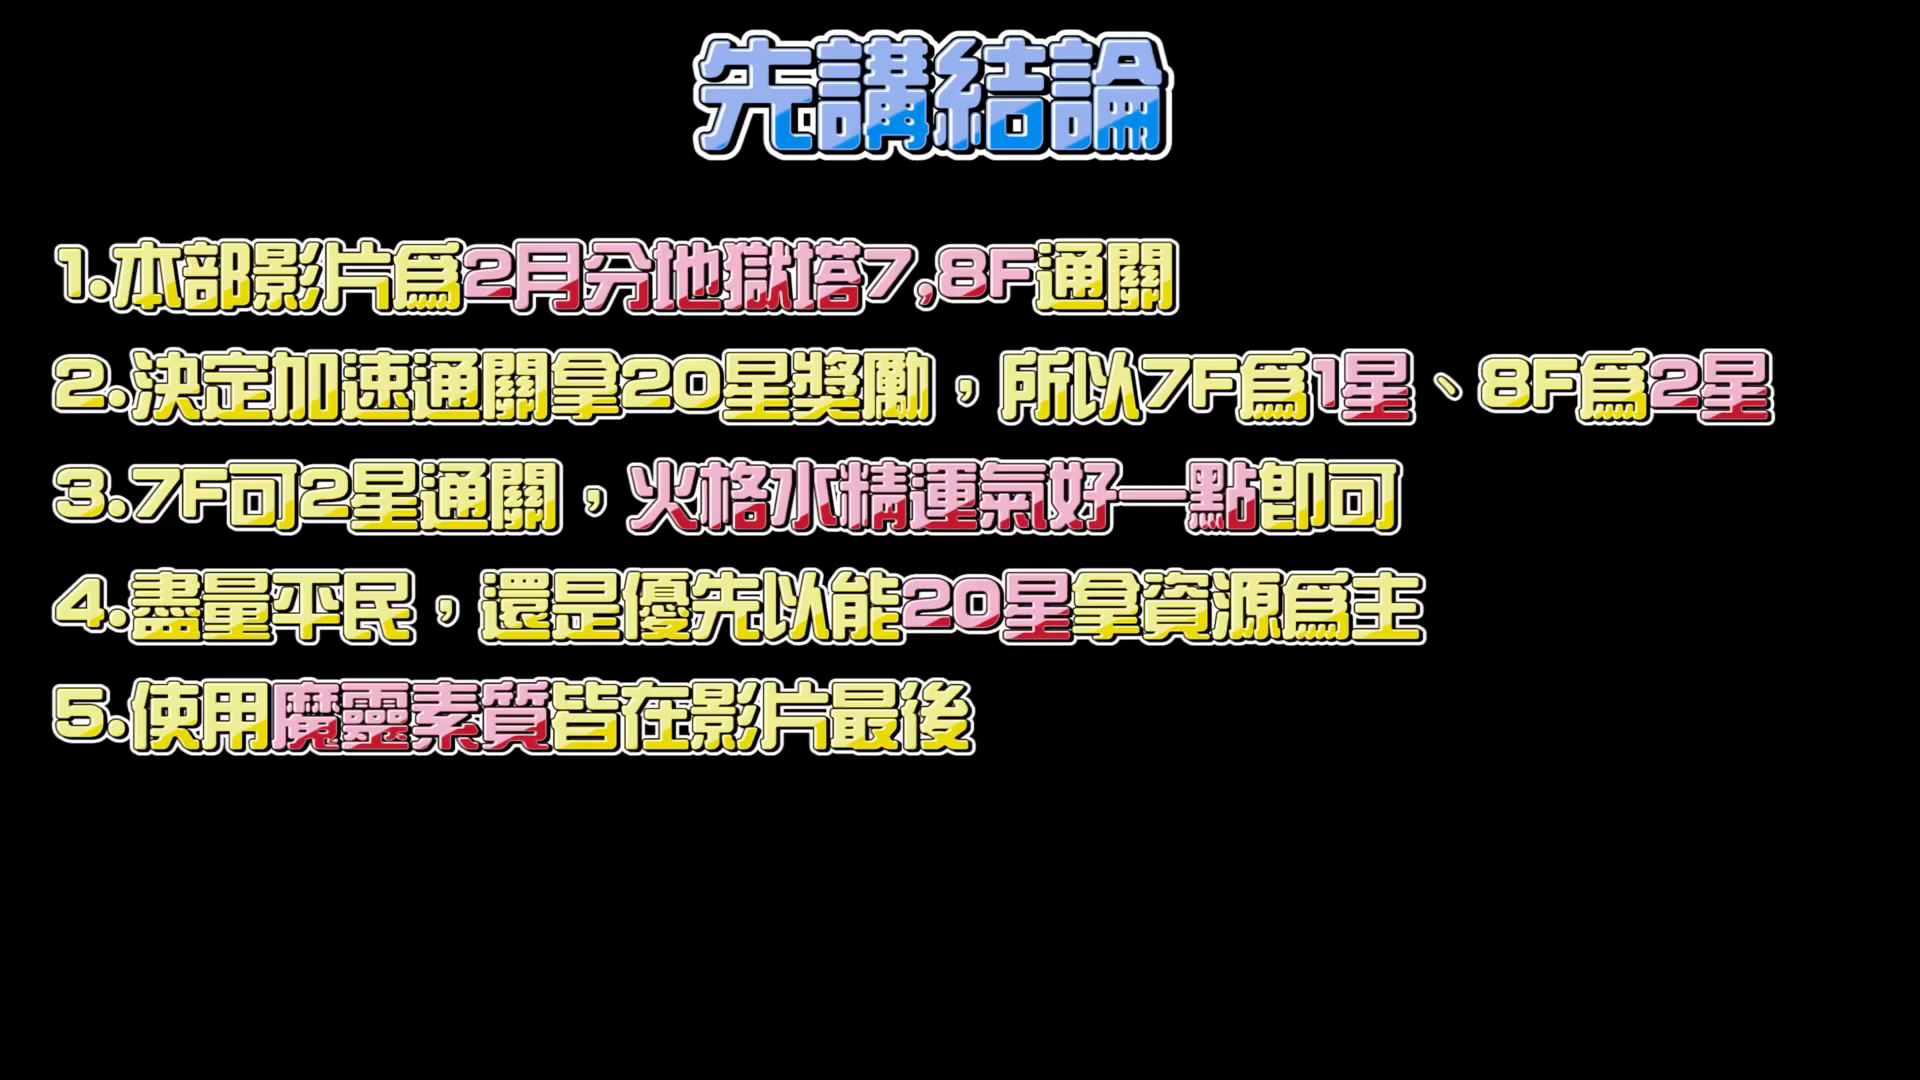 先講結論
1.本部影片為2月分地獄塔7,8F通關
2.決定加速通關拿20星獎勵，所以7F為1星、8F為2星
3.7F可2星通關，火格水精運氣好一點即可
4.盡量平民，還是優先以能20星拿資源為主
5.使用魔靈素質皆在影片最後